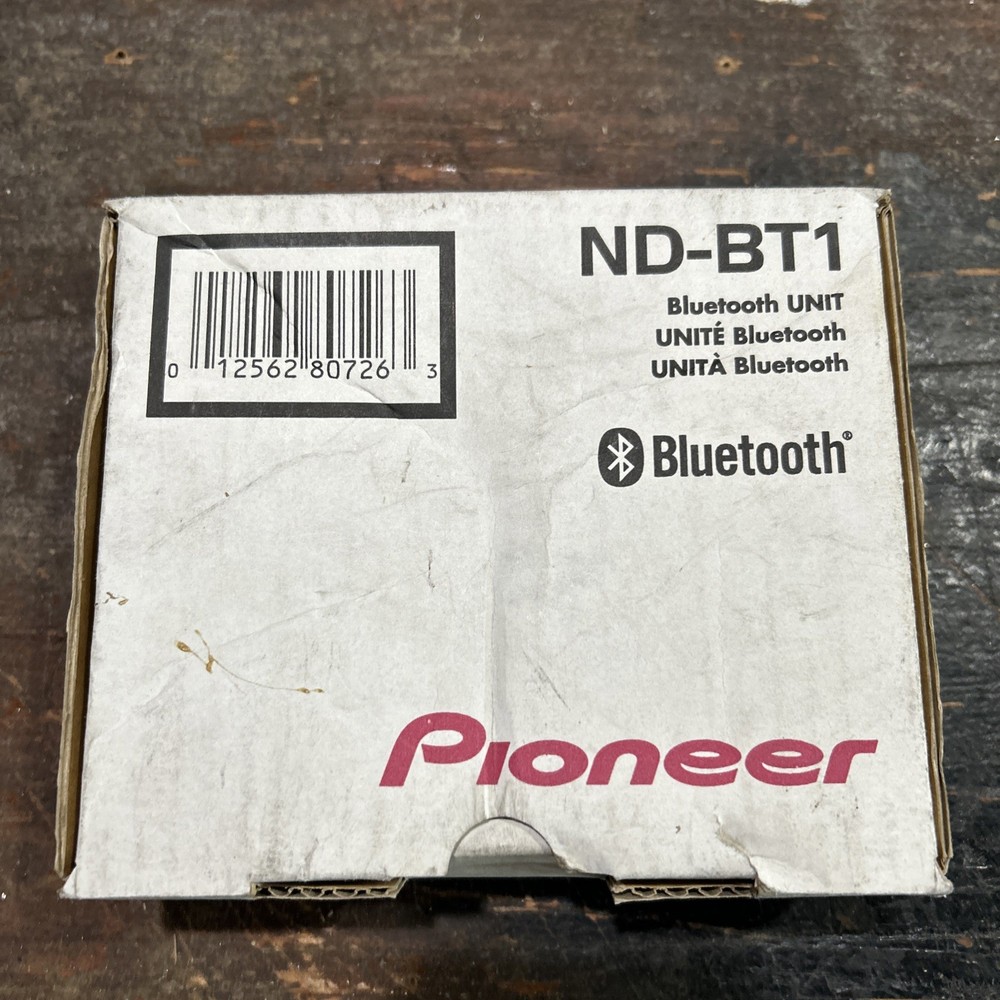 0 12562 80726 3
ND-BT1
Bluetooth UNIT
UNITÉ Bluetooth
UNITÀ Bluetooth
Bluetooth®
Pioneer